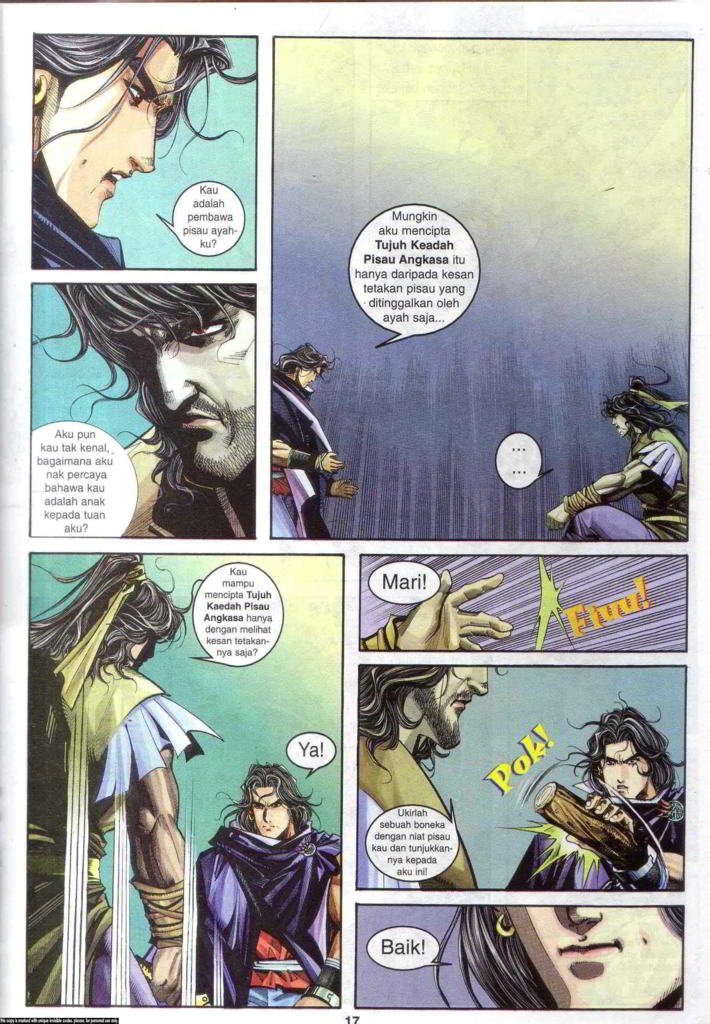 Kau
adalah
pembawa
pisau ayah-
ku?
Mungkin
aku mencipta
Tujuh Keadah
Pisau Angkasa itu
hanya daripada kesan
tetakan pisau yang
ditinggalkan oleh
ayah saja...
...
...
Aku pun
kau tak kenal,
bagaimana aku
nak percaya
bahawa kau
adalah anak
kepada tuan
aku?
Kau
mampu
mencipta Tujuh
Kaedah Pisau
Angkasa hanya
dengan melihat
kesan tetakan-
nya saja?
Ya!
Mari!
Fiuu!
Pok!
Ukirlah
sebuah boneka
dengan niat pisau
kau dan tunjukkan-
nya kepada
aku ini!
Baik!
17